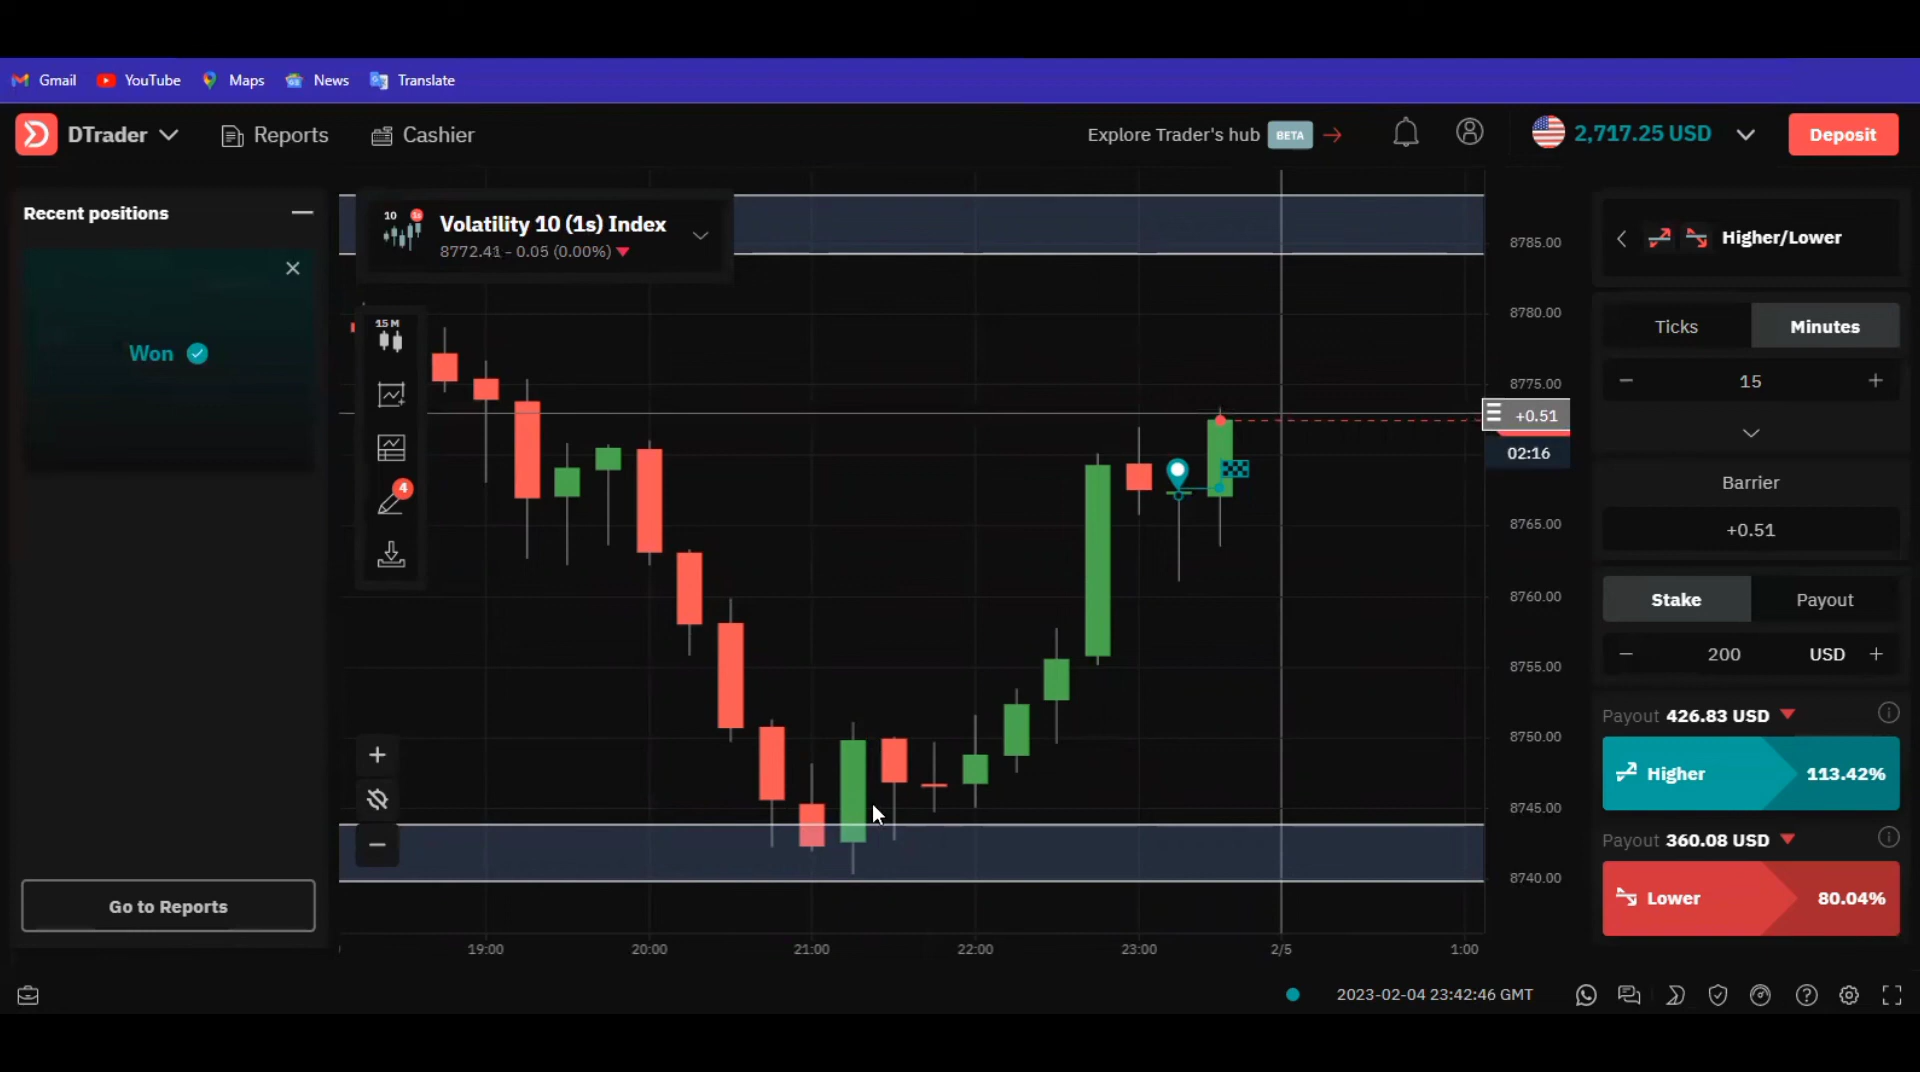 Gmail YouTube Maps News Translate
DTrader Reports Cashier Explore Trader's hub BETA 2,717.25 USD Deposit
Recent positions
Won
Go to Reports
10 1s Volatility 10 (1s) Index
8772.41 - 0.05 (0.00%)
15 M
4
8785.00
8780.00
8775.00
+0.51
02:16
8765.00
8760.00
8755.00
8750.00
8745.00
8740.00
19:00 20:00 21:00 22:00 23:00 2/5 1:00
Higher/Lower
Ticks Minutes
15
Barrier
+0.51
Stake Payout
200 USD
Payout 426.83 USD
Higher 113.42%
Payout 360.08 USD
Lower 80.04%
2023-02-04 23:42:46 GMT